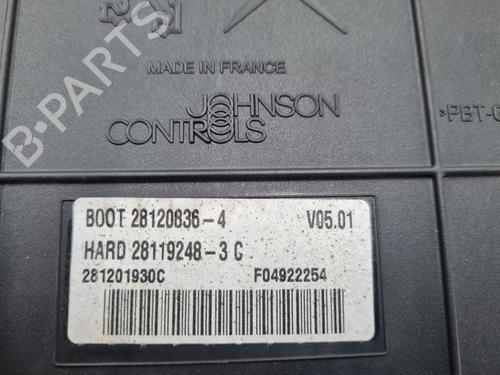 B-PARTS
MADE IN FRANCE
JOHNSON
CONTROLS
>PBT-
BOOT 28120836-4 V05.01
HARD 28119248-3 C
281201930C F04922254